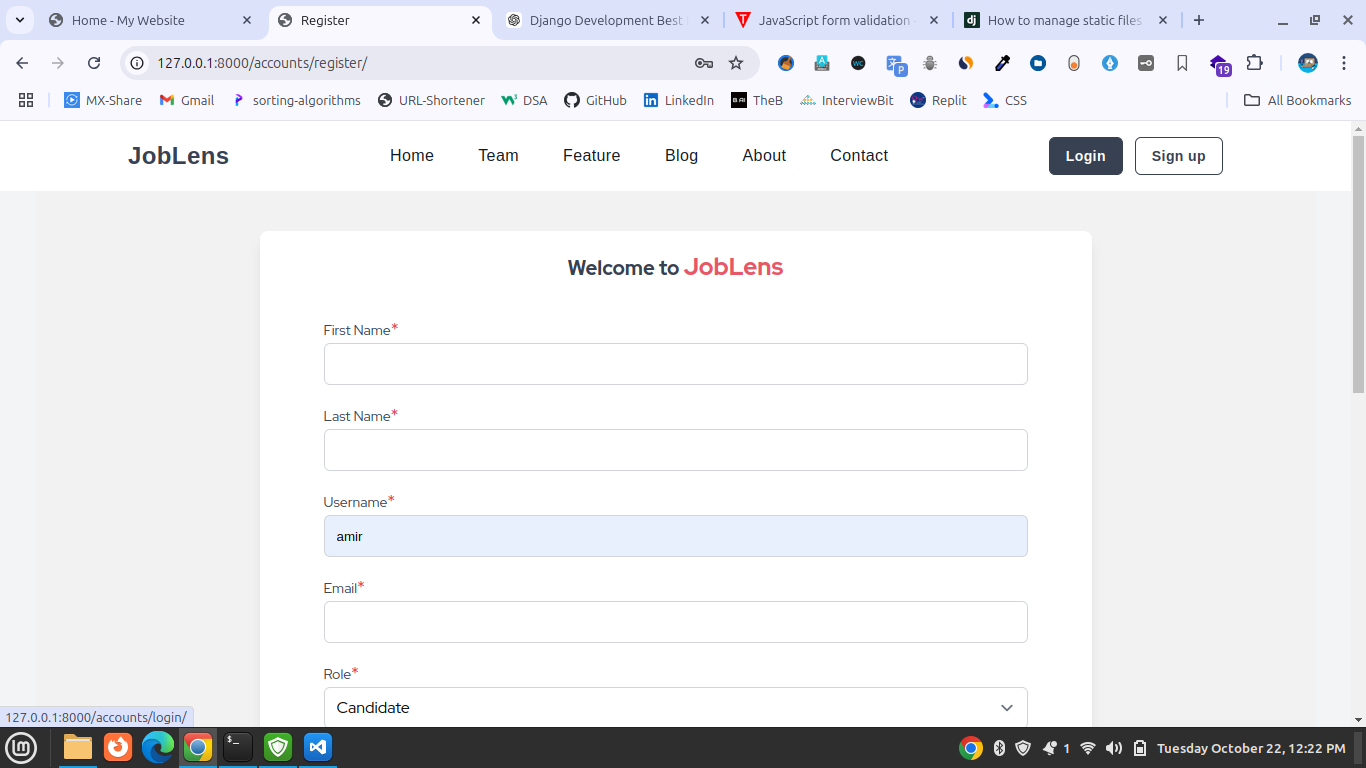 Home - My Website
Register
Django Development Best
JavaScript form validation
How to manage static files
127.0.0.1:8000/accounts/register/
19
MX-Share
Gmail
sorting-algorithms
URL-Shortener
DSA
GitHub
LinkedIn
TheB
InterviewBit
Replit
CSS
All Bookmarks
JobLens
Home
Team
Feature
Blog
About
Contact
Login
Sign up
Welcome to JobLens
First Name*
Last Name*
Username*
amir
Email*
Role*
Candidate
127.0.0.1:8000/accounts/login/
1
Tuesday October 22, 12:22 PM